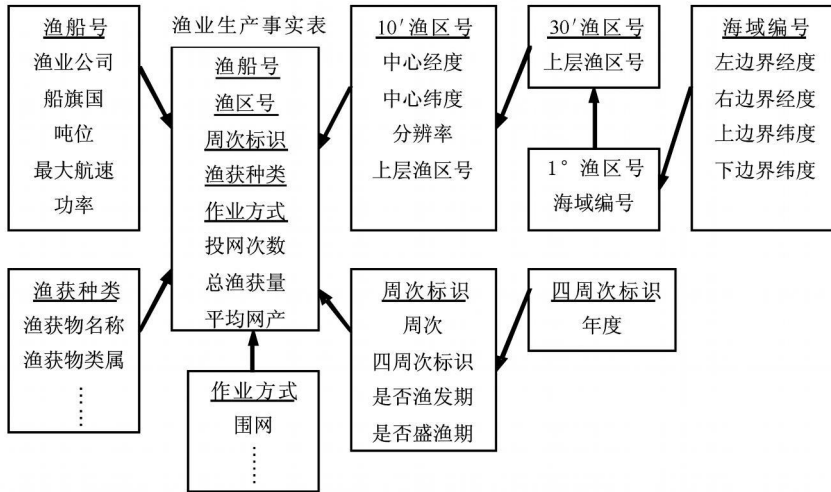 渔船号
渔业公司
船旗国
吨位
最大航速
功率
渔业生产事实表
渔船号
渔区号
周次标识
渔获种类
作业方式
投网次数
总渔获量
平均网产
10′渔区号
中心经度
中心纬度
分辨率
上层渔区号
30′渔区号
上层渔区号
1°渔区号
海域编号
海域编号
左边界经度
右边界经度
上边界纬度
下边界纬度
渔获种类
渔获物名称
渔获物类属
……
作业方式
围网
……
周次标识
周次
四周次标识
是否渔发期
是否盛渔期
四周次标识
年度